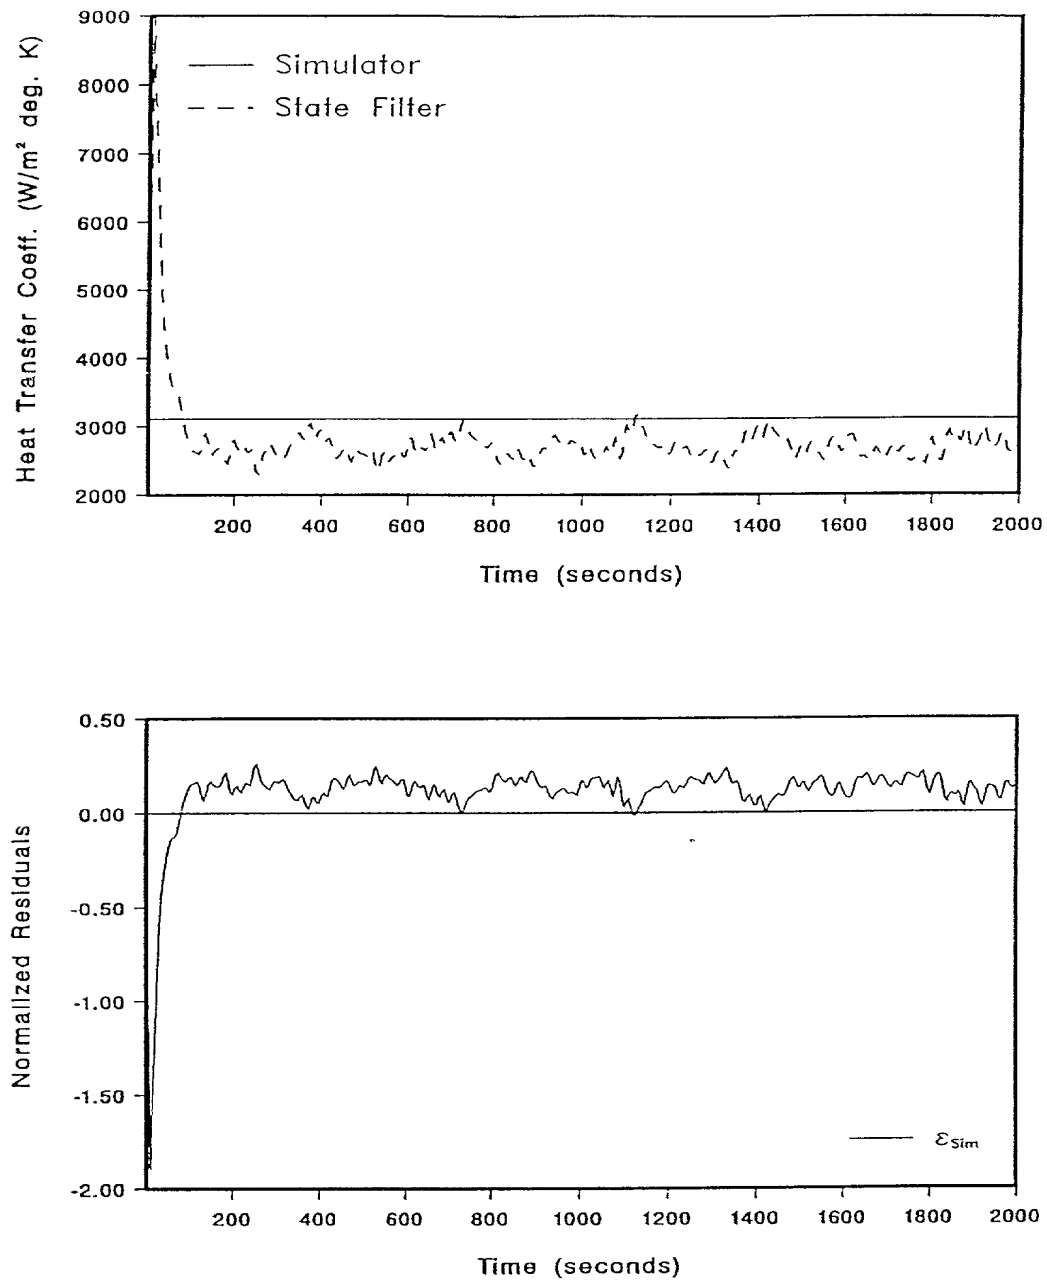 9000
8000
7000
6000
5000
4000
3000
2000
Heat Transfer Coeff. (W/m² deg. K)
Simulator
State Filter
200 400 600 800 1000 1200 1400 1600 1800 2000
Time (seconds)
0.50
0.00
-0.50
-1.00
-1.50
-2.00
Normalized Residuals
εSim
200 400 600 800 1000 1200 1400 1600 1800 2000
Time (seconds)